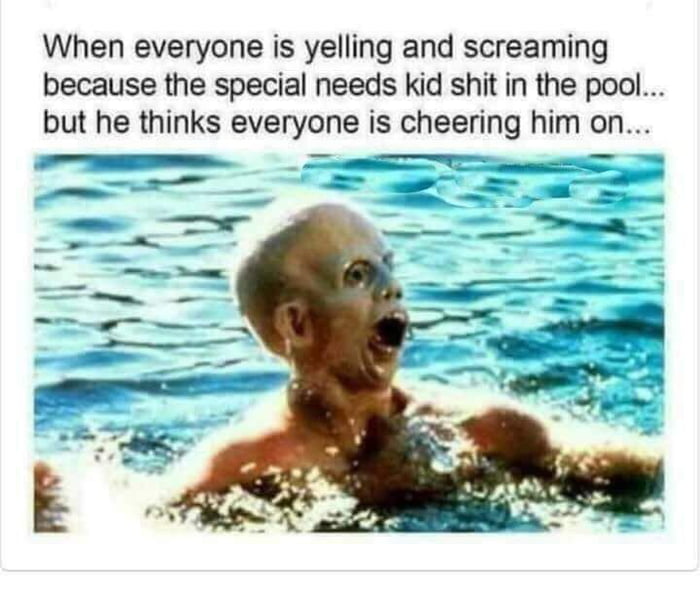 When everyone is yelling and screaming
because the special needs kid shit in the pool...
but he thinks everyone is cheering him on...